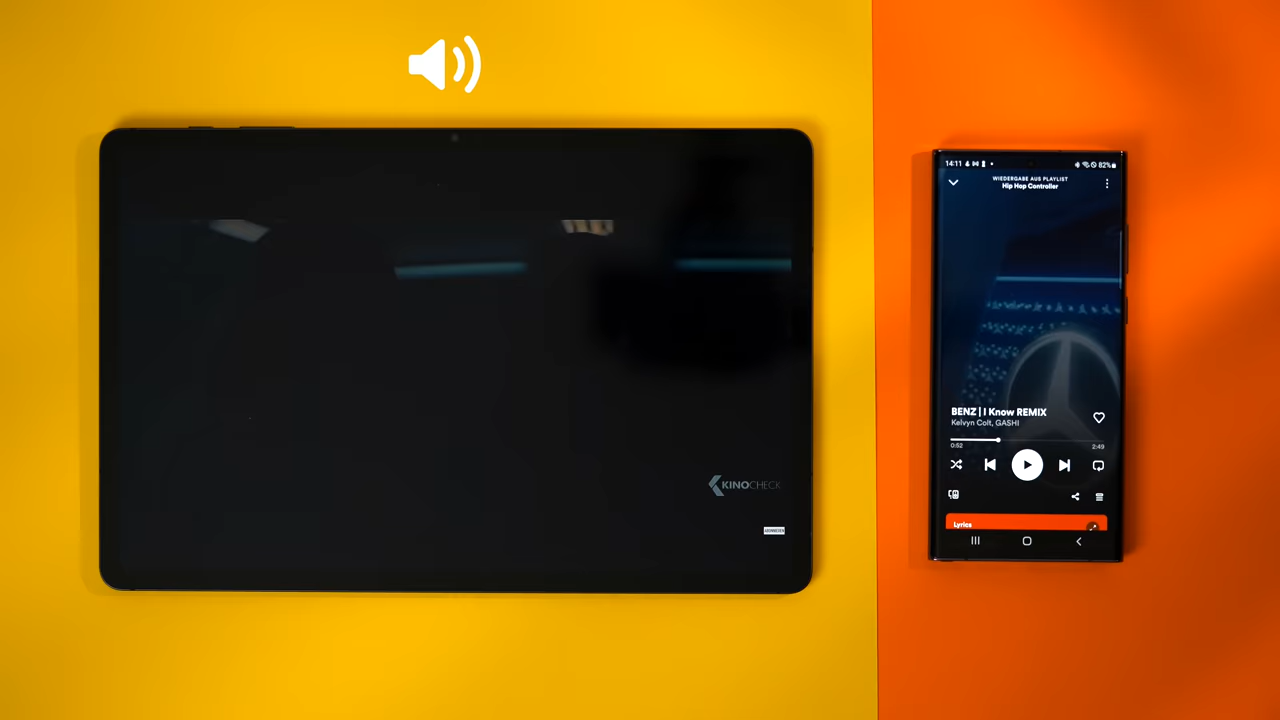 KINOCHECK
ABONNIEREN
14:11
82%
WIEDERGABE AUS PLAYLIST
Hip Hop Controller
BENZ | I Know REMIX
Kelvyn Colt, GASHI
0:52
2:49
Lyrics